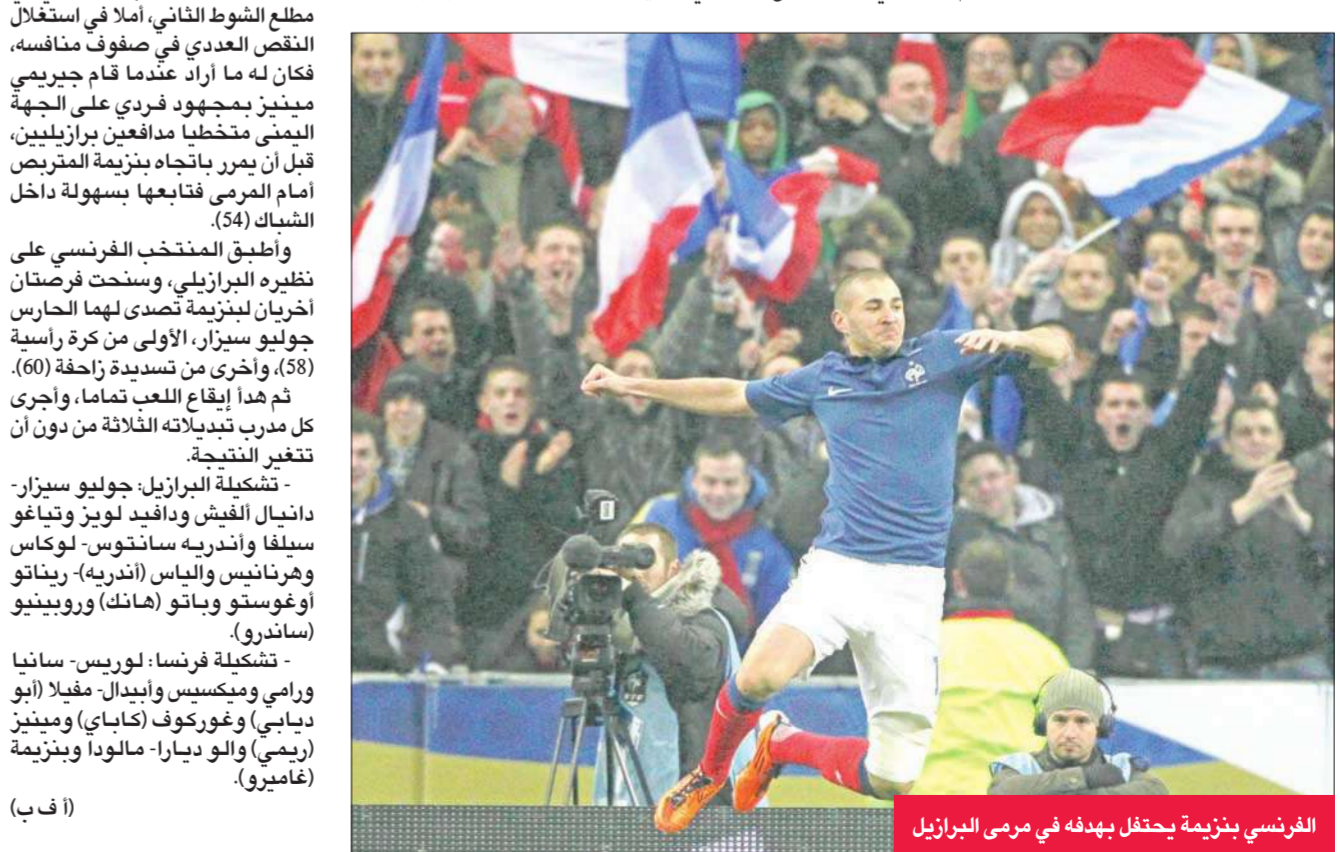 مطلع الشوط الثاني، أملا في استغلال
النقص العددي في صفوف منافسه،
فكان له ما أراد عندما قام جيريمي
مينيز بمجهود فردي على الجهة
اليمنى متخطيا مدافعين برازيليين،
قبل أن يمرر باتجاه بنزيمة المتربص
أمام المرمى فتابعها بسهولة داخل
الشباك (54).
وأطبق المنتخب الفرنسي على
نظيره البرازيلي، وسنحت فرصتان
أخريان لبنزيمة تصدى لهما الحارس
جوليو سيزار، الأولى من كرة رأسية
(58)، وأخرى من تسديدة زاحفة (60).
ثم هدأ إيقاع اللعب تماما، وأجرى
كل مدرب تبديلاته الثلاثة من دون أن
تتغير النتيجة.
- تشكيلة البرازيل: جوليو سيزار-
دانيال ألفيش ودافيد لويز وتياغو
سيلفا وأندريه سانتوس- لوكاس
وهرنانيس والياس (أندريه)- ريناتو
أوغوستو وباتو (هانك) وروبينيو
(ساندرو).
- تشكيلة فرنسا: لوريس- سانيا
ورامي وميكسيس وأبيدال- مفيلا (أبو
ديابي) وغوركوف (كاباي) ومينيز
(ريمي) والو ديارا- مالودا وبنزيمة
(غاميرو).
(أ ف ب)
الفرنسي بنزيمة يحتفل بهدفه في مرمى البرازيل